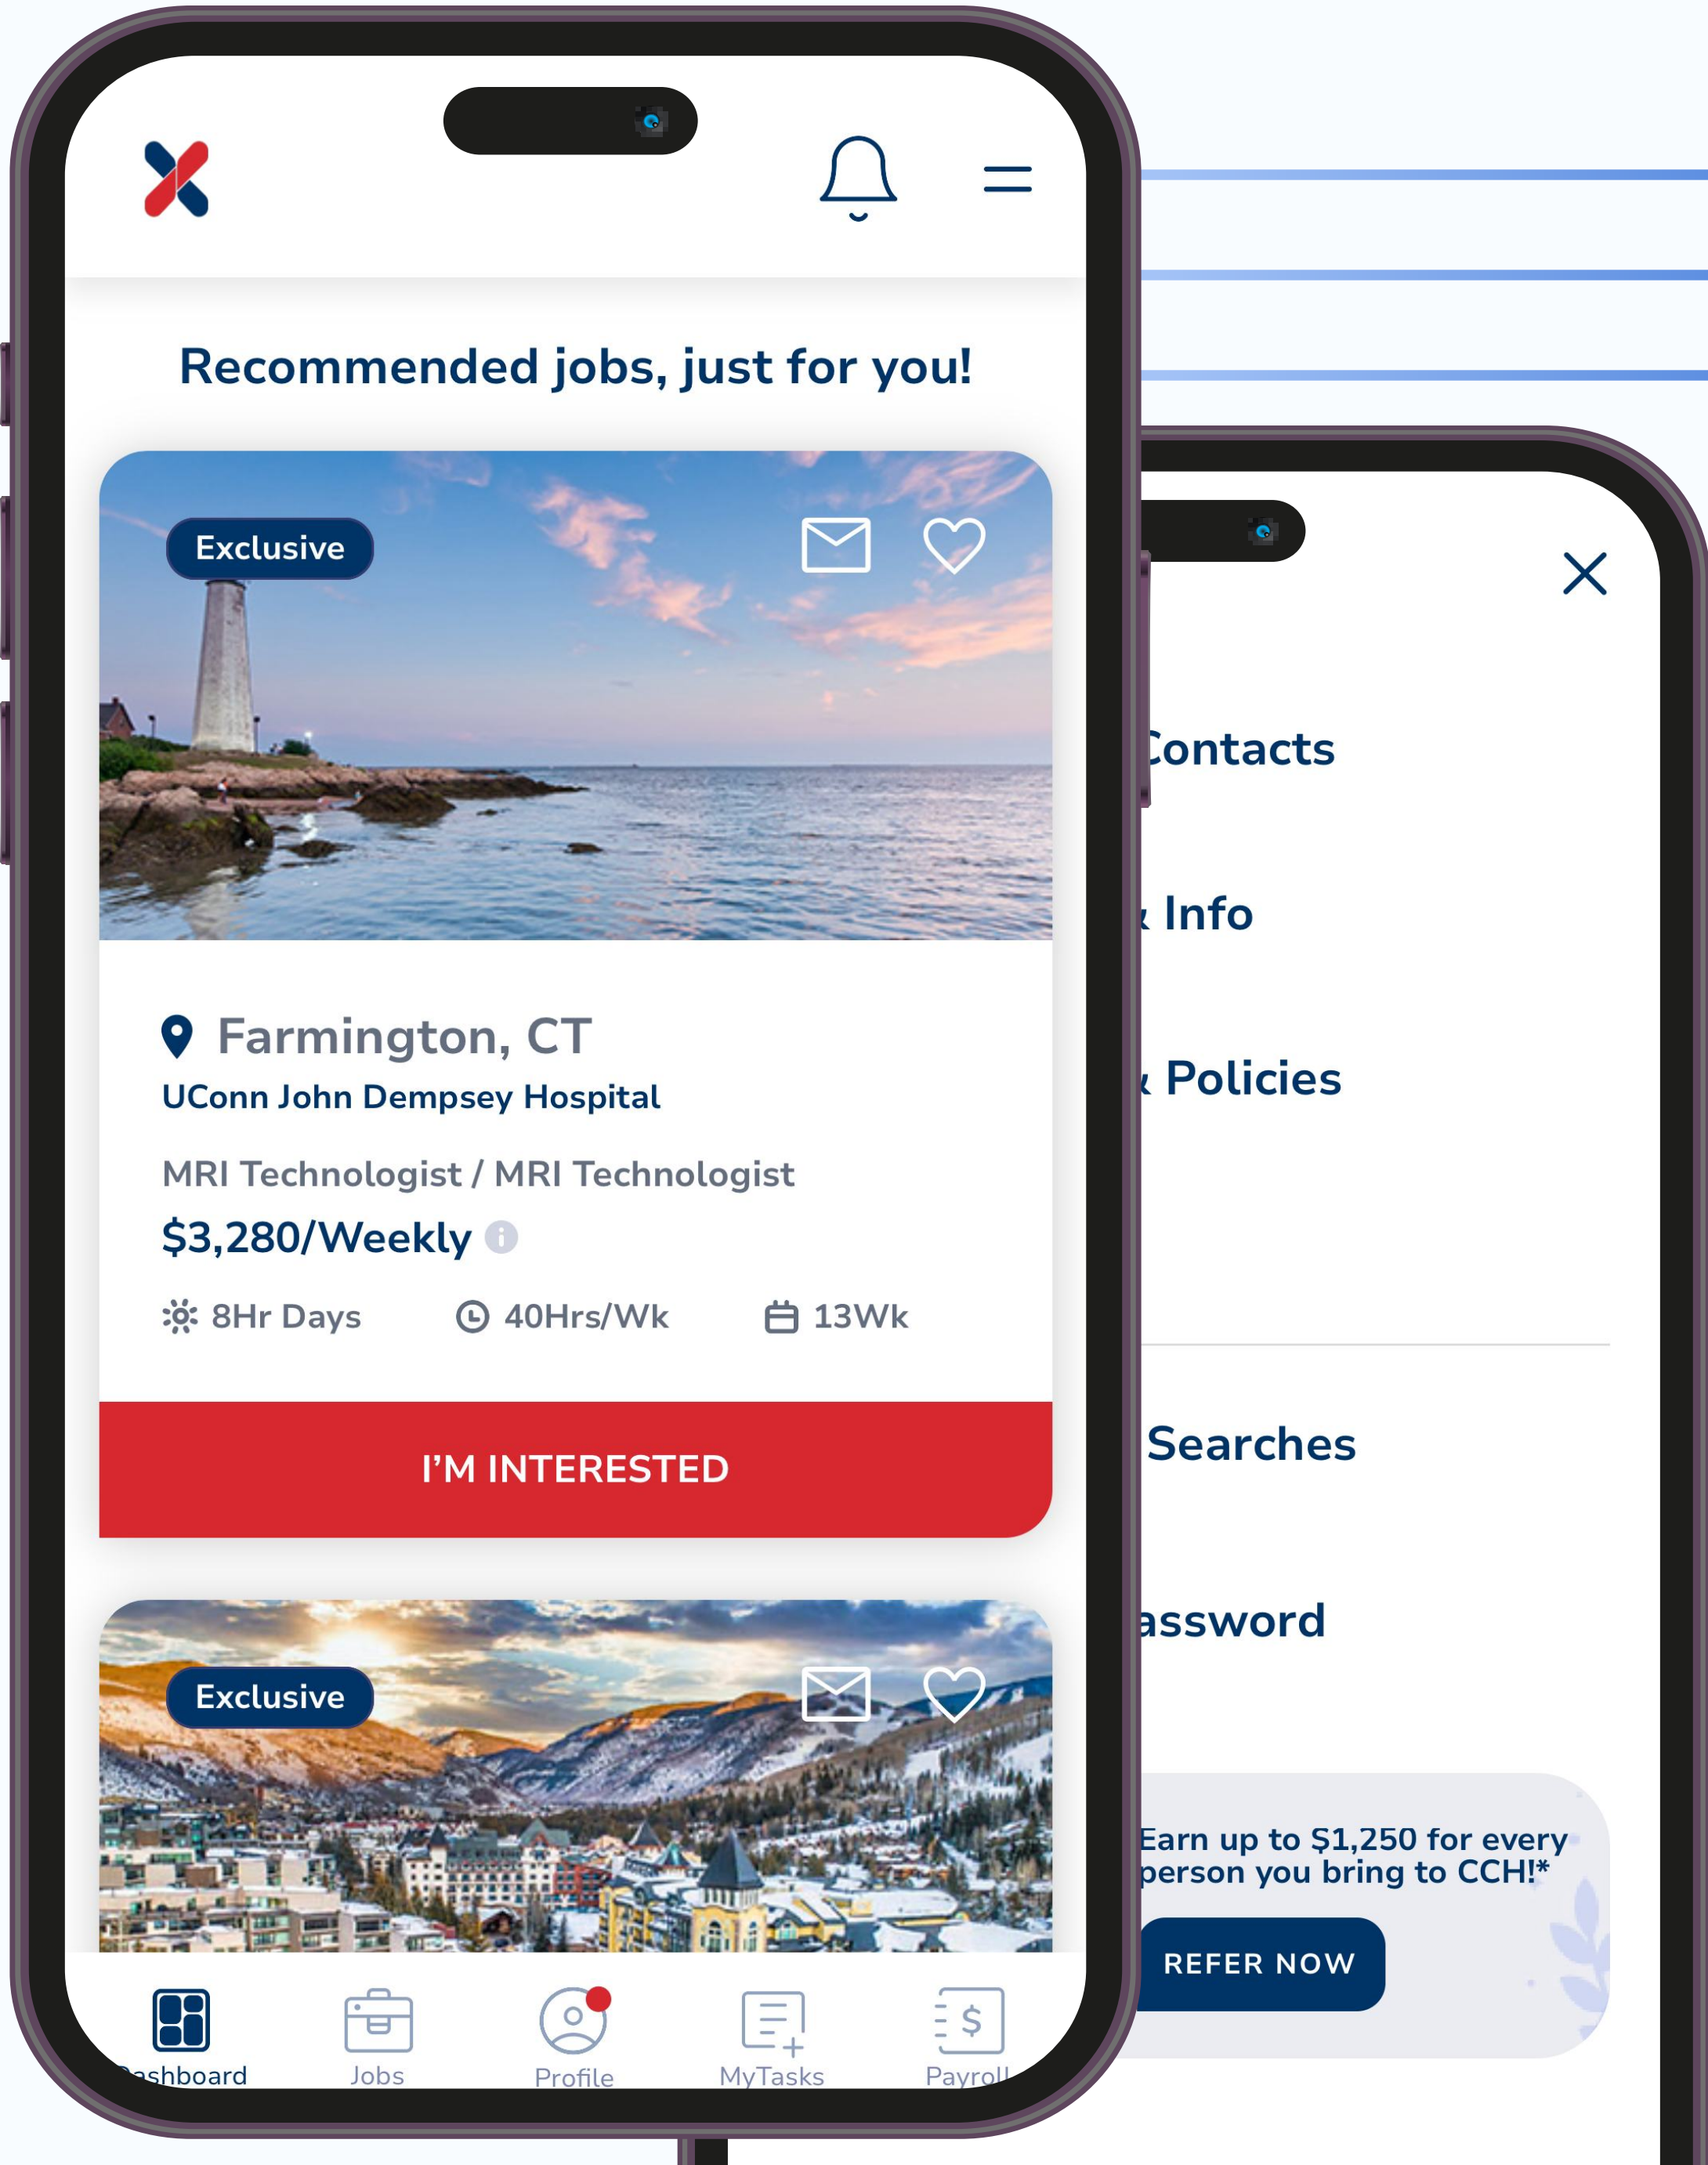 Recommended jobs, just for you!
Exclusive
Farmington, CT
UConn John Dempsey Hospital
MRI Technologist / MRI Technologist
$3,280/Weekly
8Hr Days
40Hrs/Wk
13Wk
I’M INTERESTED
Exclusive
Dashboard
Jobs
Profile
MyTasks
Payroll
Contacts
& Info
& Policies
Searches
assword
Earn up to $1,250 for every
person you bring to CCH!*
REFER NOW